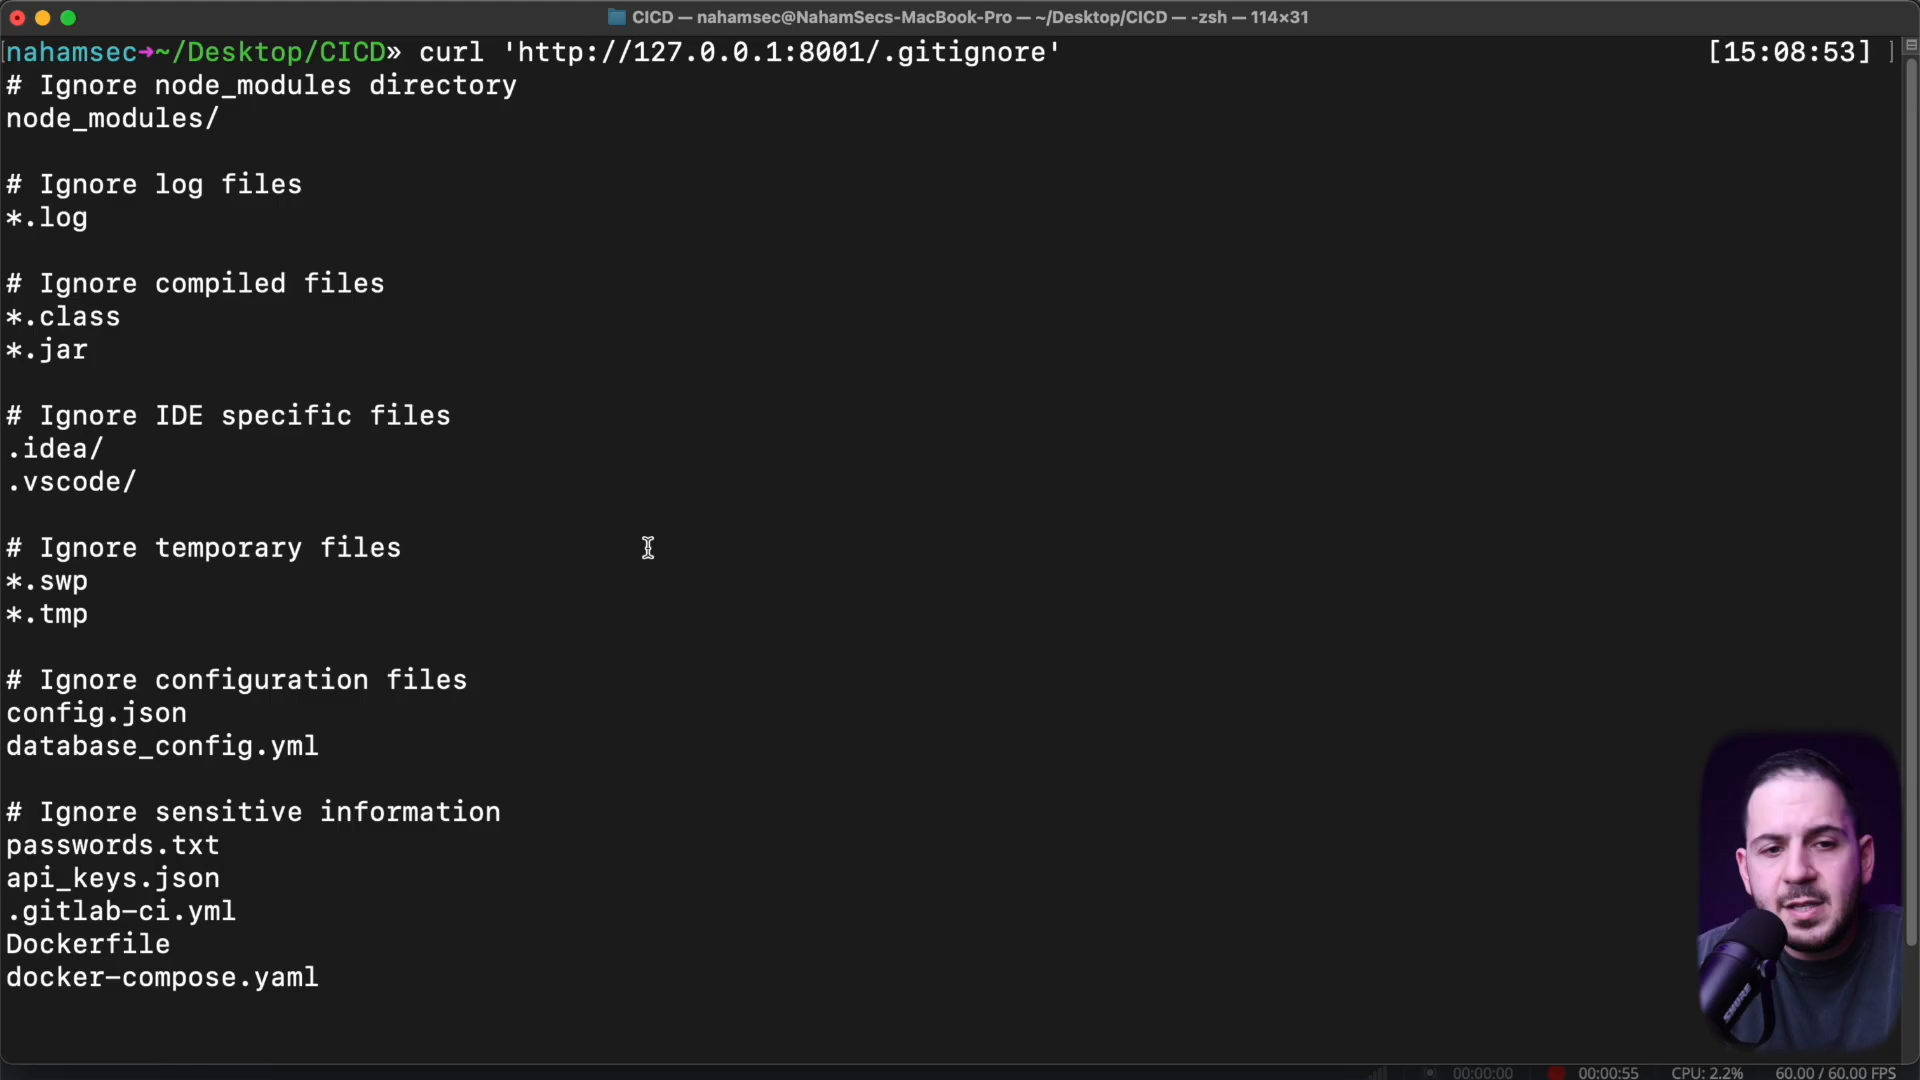 CICD — nahamsec@NahamSecs-MacBook-Pro — ~/Desktop/CICD — -zsh — 114×31
[nahamsec➜~/Desktop/CICD» curl 'http://127.0.0.1:8001/.gitignore' [15:08:53] ]
# Ignore node_modules directory
node_modules/
# Ignore log files
*.log
# Ignore compiled files
*.class
*.jar
# Ignore IDE specific files
.idea/
.vscode/
# Ignore temporary files
*.swp
*.tmp
# Ignore configuration files
config.json
database_config.yml
# Ignore sensitive information
passwords.txt
api_keys.json
.gitlab-ci.yml
Dockerfile
docker-compose.yaml
SHURE
00:00:00 00:00:55 CPU: 2.2% 60.00 / 60.00 FPS